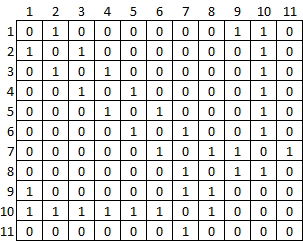 1 2 3 4 5 6 7 8 9 10 11
1 0 1 0 0 0 0 0 0 1 1 0
2 1 0 1 0 0 0 0 0 0 1 0
3 0 1 0 1 0 0 0 0 0 1 0
4 0 0 1 0 1 0 0 0 0 1 0
5 0 0 0 1 0 1 0 0 0 1 0
6 0 0 0 0 1 0 1 0 0 1 0
7 0 0 0 0 0 1 0 1 1 0 1
8 0 0 0 0 0 0 1 0 1 1 0
9 1 0 0 0 0 0 1 1 0 0 0
10 1 1 1 1 1 1 0 1 0 0 0
11 0 0 0 0 0 0 1 0 0 0 0